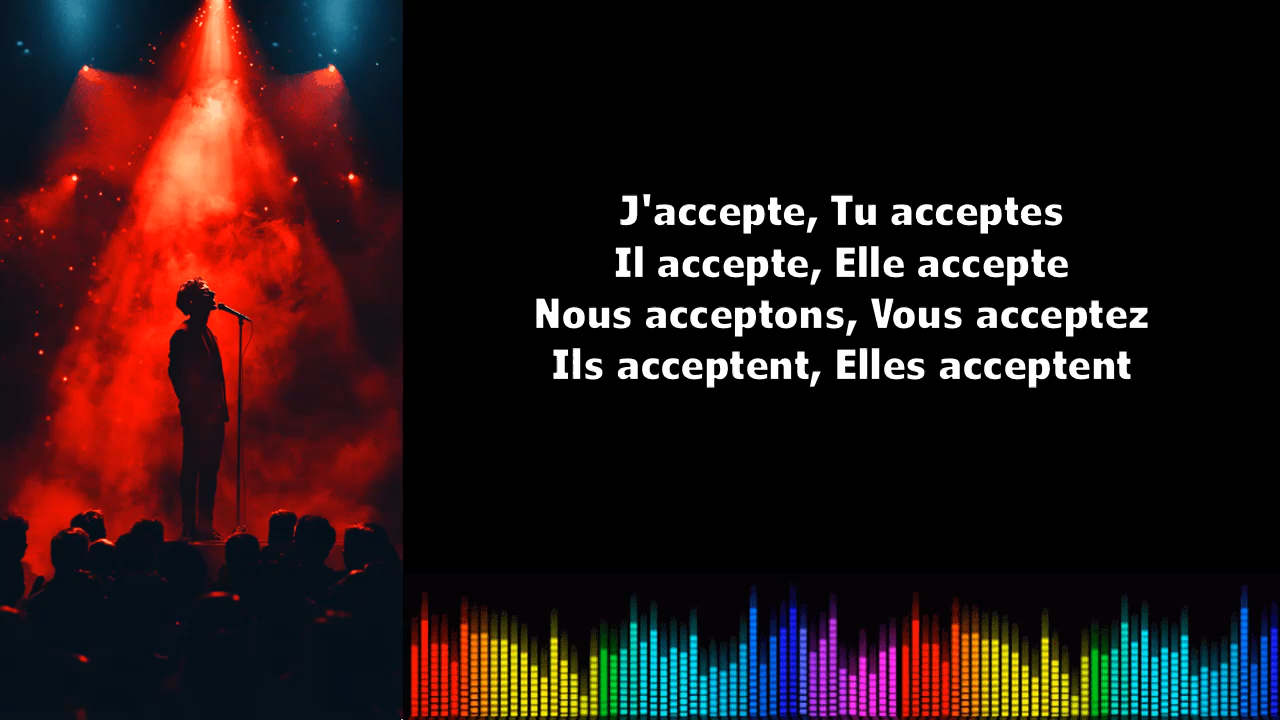 J'accepte, Tu acceptes
Il accepte, Elle accepte
Nous acceptons, Vous acceptez
Ils acceptent, Elles acceptent